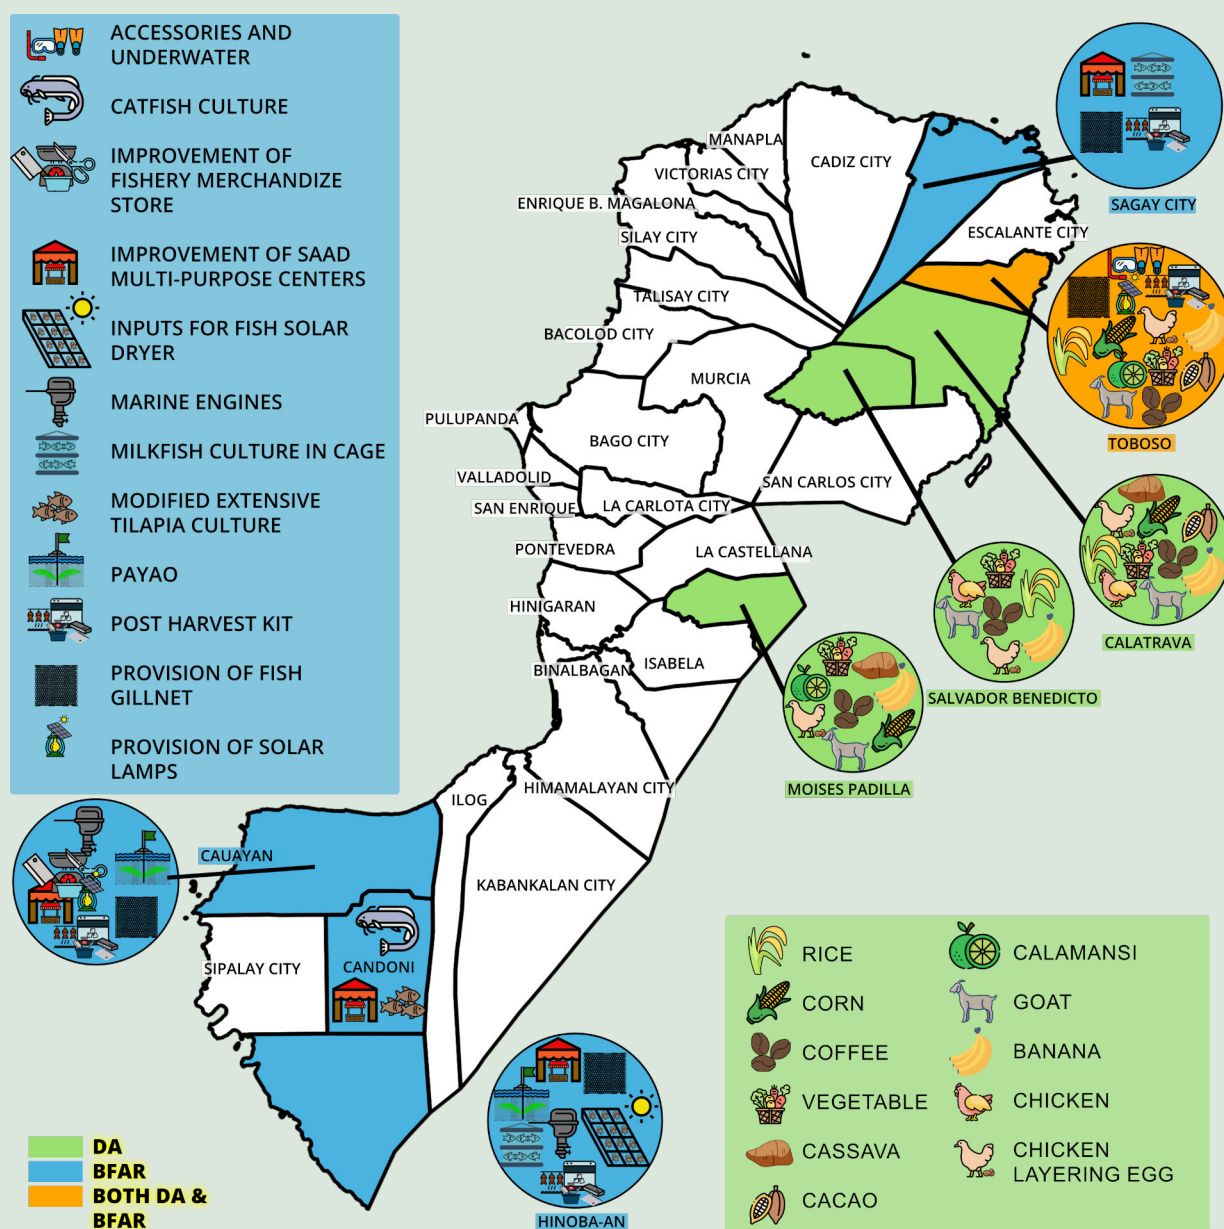 ACCESSORIES AND
UNDERWATER
CATFISH CULTURE
IMPROVEMENT OF
FISHERY MERCHANDIZE
STORE
IMPROVEMENT OF SAAD
MULTI-PURPOSE CENTERS
INPUTS FOR FISH SOLAR
DRYER
MARINE ENGINES
MILKFISH CULTURE IN CAGE
MODIFIED EXTENSIVE
TILAPIA CULTURE
PAYAO
POST HARVEST KIT
PROVISION OF FISH
GILLNET
PROVISION OF SOLAR
LAMPS
MANAPLA
CADIZ CITY
VICTORIAS CITY
ENRIQUE B. MAGALONA
SAGAY CITY
SILAY CITY
ESCALANTE CITY
TALISAY CITY
BACOLOD CITY
MURCIA
PULUPANDA
BAGO CITY
TOBOSO
VALLADOLID
SAN CARLOS CITY
SAN ENRIQUE
LA CARLOTA CITY
PONTEVEDRA
LA CASTELLANA
HINIGARAN
CALATRAVA
BINALBAGAN
ISABELA
SALVADOR BENEDICTO
MOISES PADILLA
HIMAMALAYAN CITY
ILOG
CAUAYAN
KABANKALAN CITY
SIPALAY CITY
CANDONI
HINOBA-AN
RICE
CORN
COFFEE
VEGETABLE
CASSAVA
CACAO
CALAMANSI
GOAT
BANANA
CHICKEN
CHICKEN
LAYERING EGG
DA
BFAR
BOTH DA &
BFAR